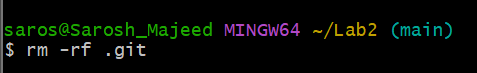 saros@Sarosh_Majeed MINGW64 ~/Lab2 (main)
$ rm -rf .git